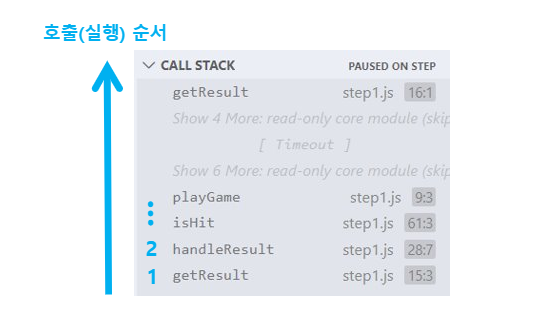 호출(실행) 순서
CALL STACK PAUSED ON STEP
getResult step1.js 16:1
Show 4 More: read-only core module (skip
[ Timeout ]
Show 6 More: read-only core module (skip
playGame step1.js 9:3
isHit step1.js 61:3
2 handleResult step1.js 28:7
1 getResult step1.js 15:3